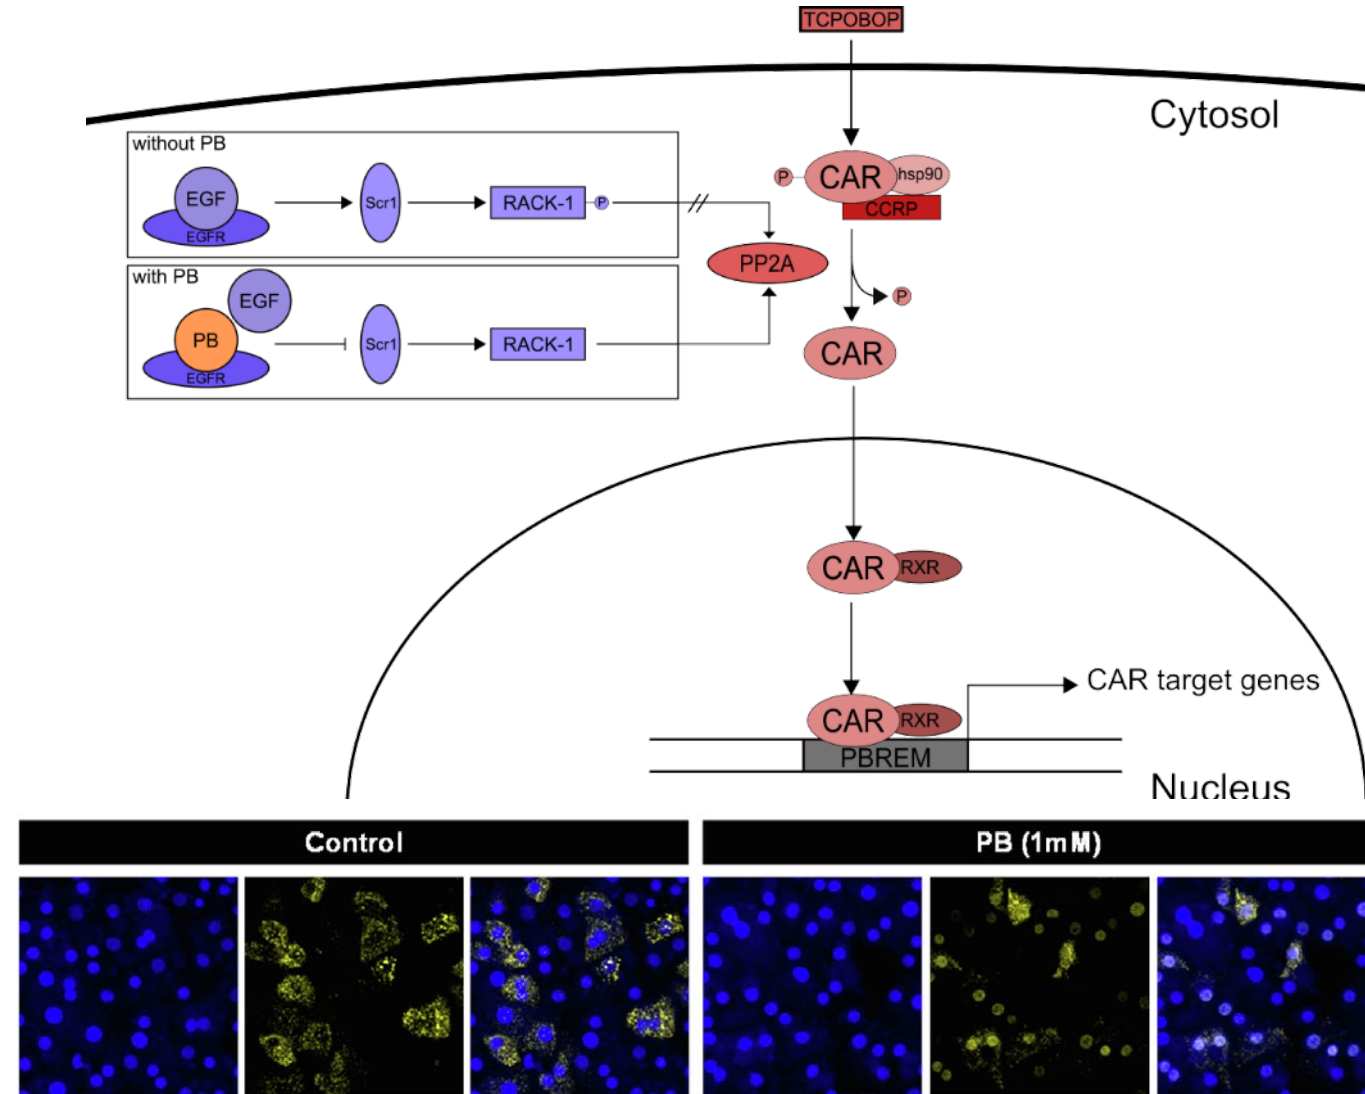 TCPOBOP
Cytosol
without PB
EGF
EGFR
Scr1
RACK-1
P
P
CAR
hsp90
CCRP
PP2A
with PB
EGF
PB
EGFR
Scr1
RACK-1
P
CAR
CAR
RXR
CAR target genes
CAR
RXR
PBREM
Nucleus
Control
PB (1mM)